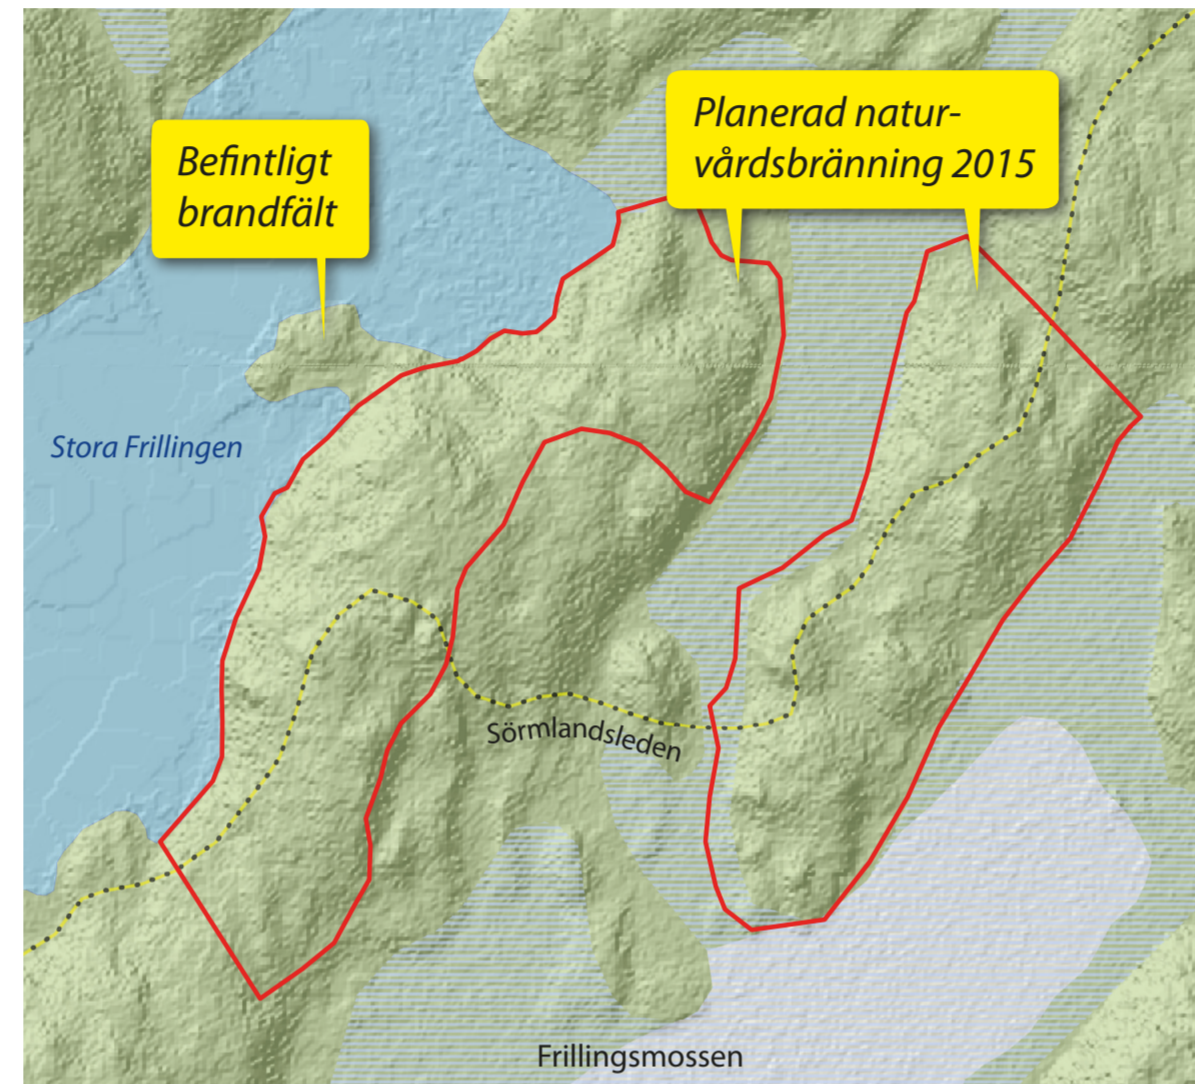 Befintligt
brandfält
Planerad natur-
vårdsbränning 2015
Stora Frillingen
Sörmlandsleden
Frillingsmossen